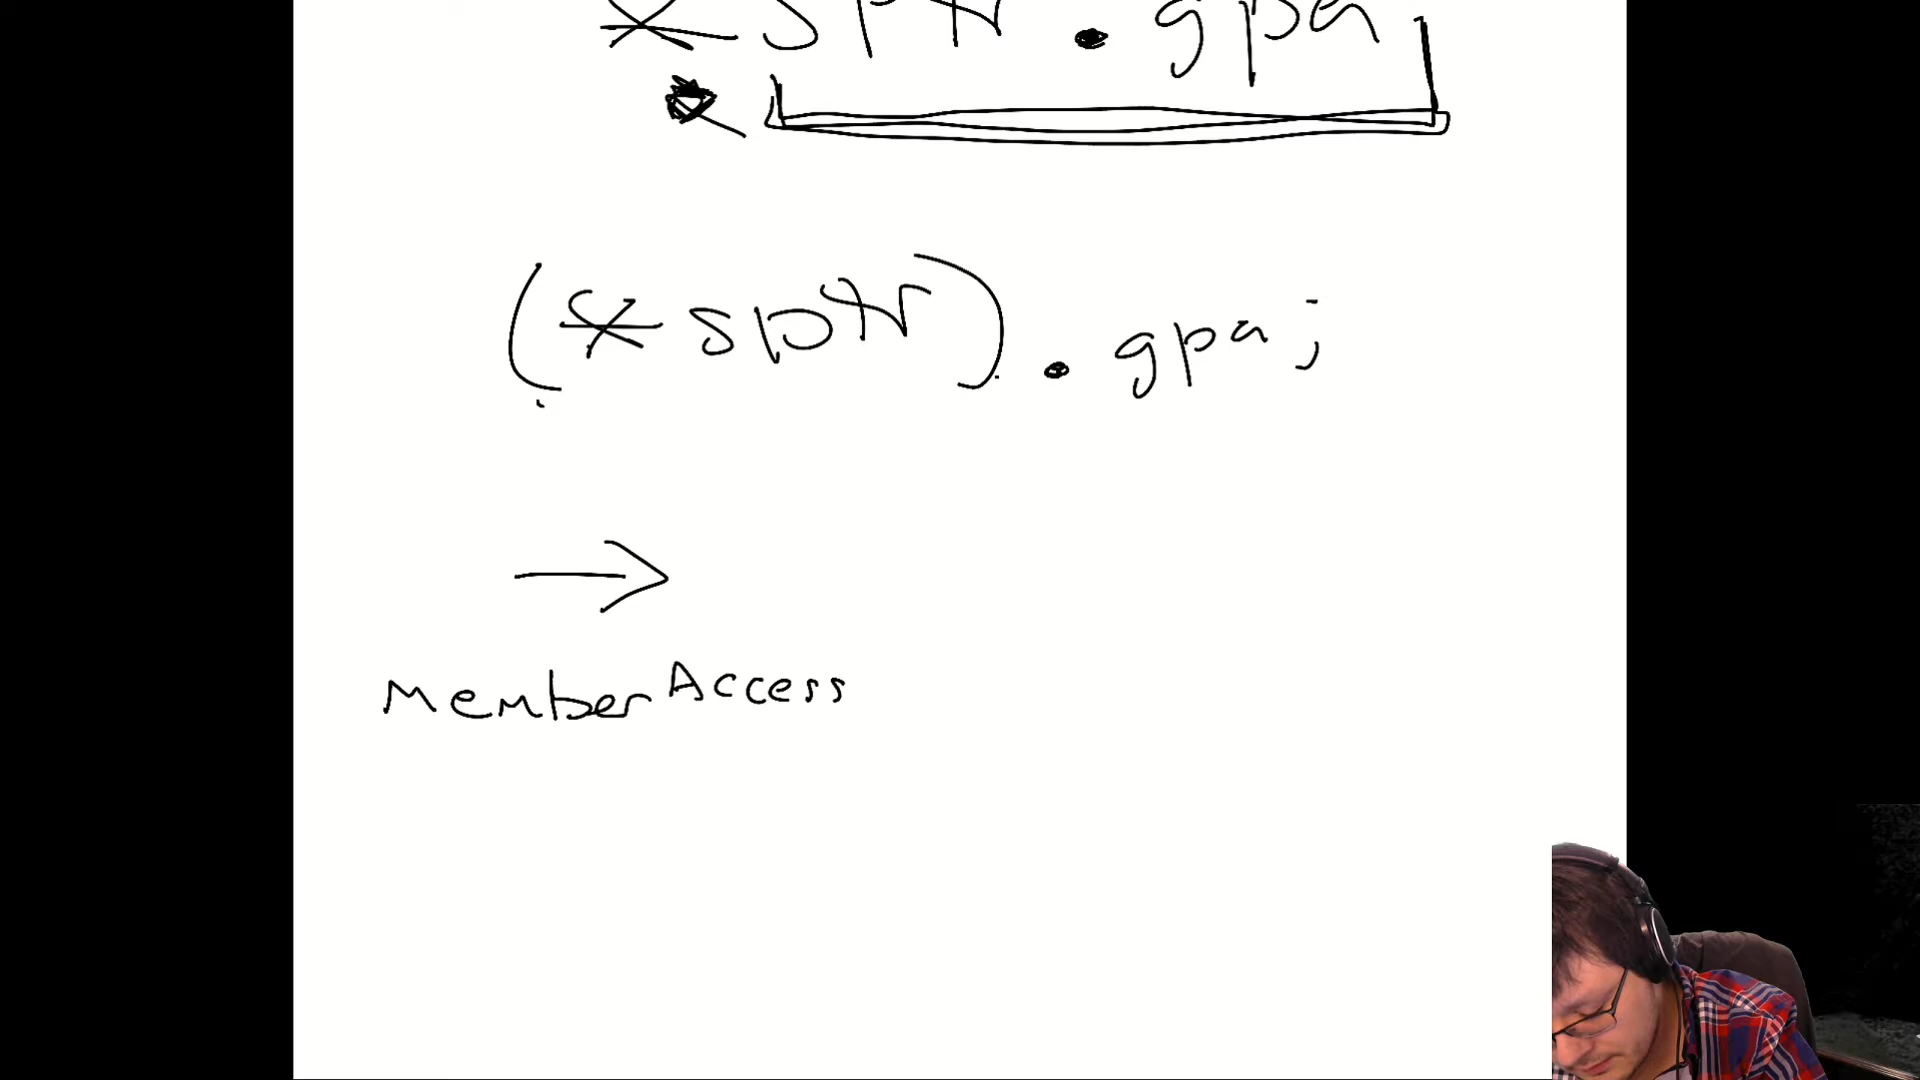 *sptr.gpa
(*sptr).gpa;
→
MemberAccess